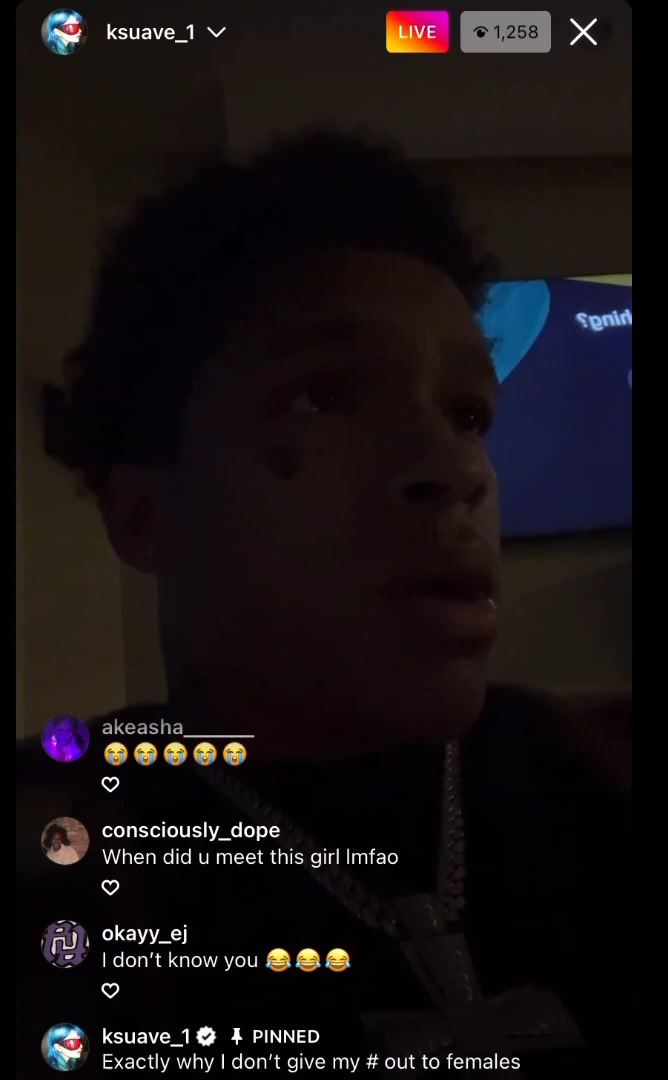 ksuave_1
LIVE
1,258
akeasha______
😭😭😭😭😭
consciously_dope
When did u meet this girl lmfao
okayy_ej
I don’t know you 😂😂😂
ksuave_1 PINNED
Exactly why I don’t give my # out to females